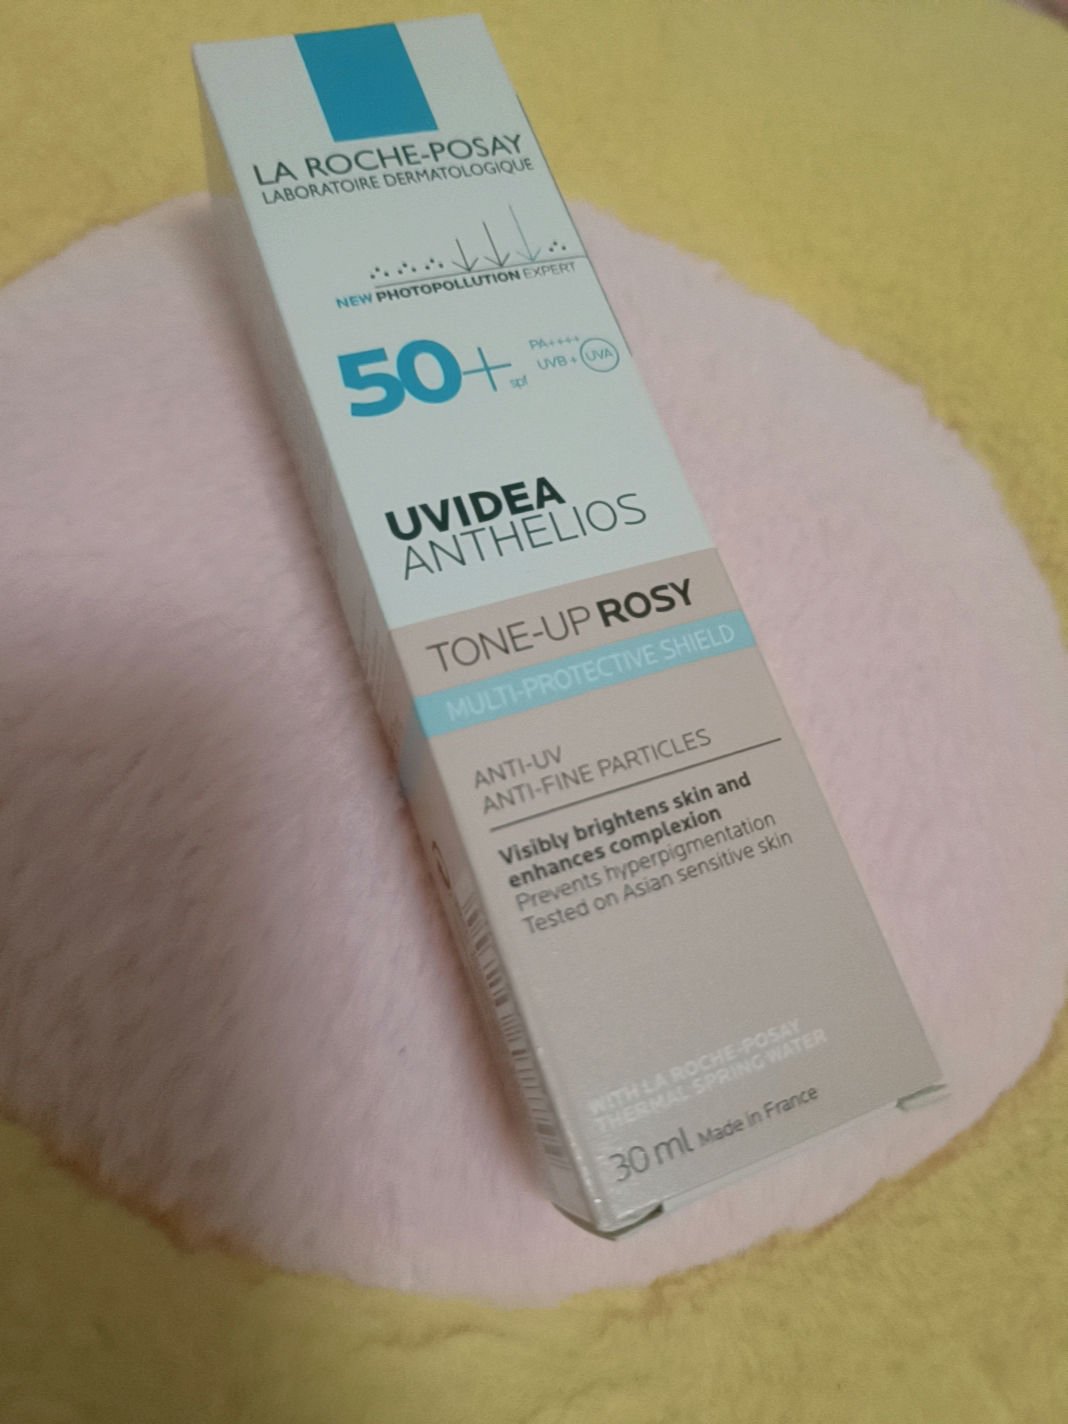 LA ROCHE-POSAY
LABORATOIRE DERMATOLOGIQUE
NEW PHOTOPOLLUTION EXPERT
50+ spf
PA++++
UVB + UVA
UVIDEA
ANTHELIOS
TONE-UP ROSY
MULTI-PROTECTIVE SHIELD
ANTI-UV
ANTI-FINE PARTICLES
Visibly brightens skin and
enhances complexion
Prevents hyperpigmentation
Tested on Asian sensitive skin
WITH LA ROCHE-POSAY
THERMAL SPRING WATER
30 ml Made in France